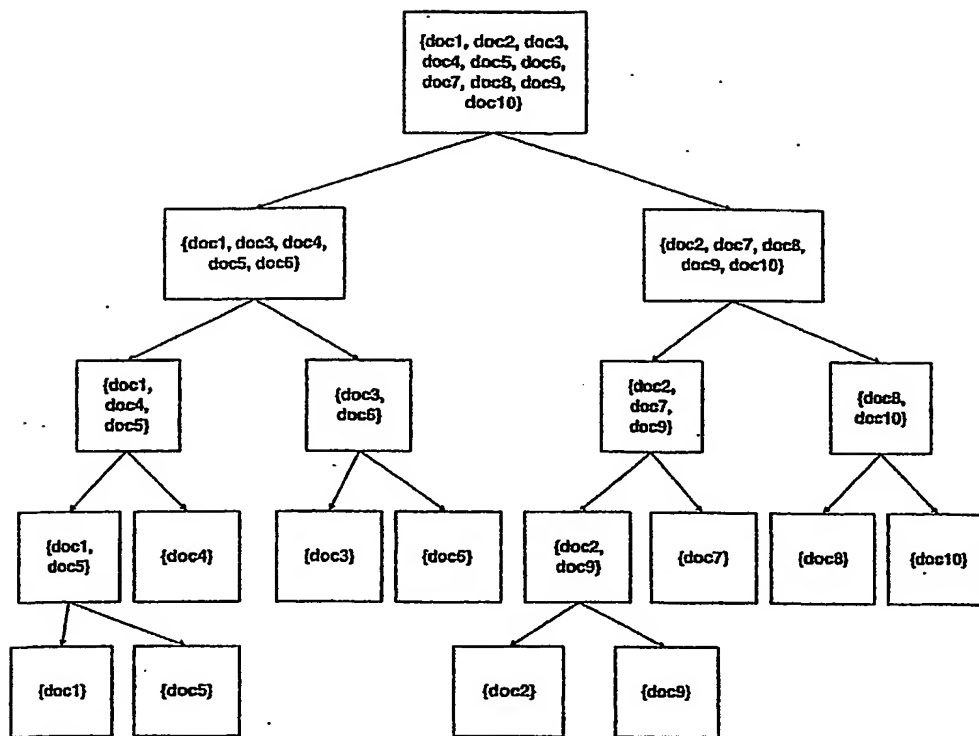 {doc1, doc2, doc3,
doc4, doc5, doc6,
doc7, doc8, doc9,
doc10}
{doc1, doc3, doc4,
doc5, doc6}
{doc2, doc7, doc8,
doc9, doc10}
{doc1,
doc4,
doc5}
{doc3,
doc6}
{doc2,
doc7,
doc9}
{doc8,
doc10}
{doc1,
doc5}
{doc4}
{doc3}
{doc6}
{doc2,
doc9}
{doc7}
{doc8}
{doc10}
{doc1}
{doc5}
{doc2}
{doc9}